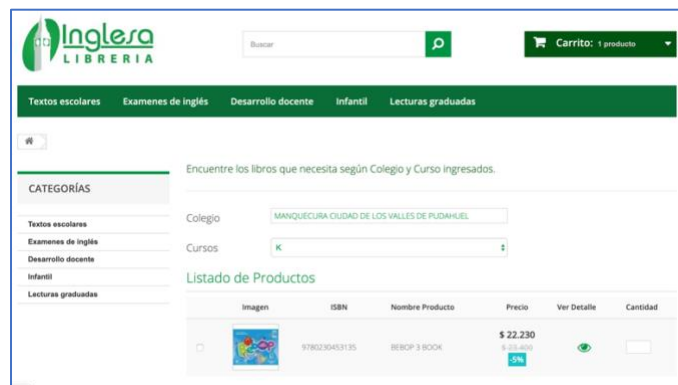 Inglesa
LIBRERIA
Buscar
Carrito: 1 producto
Textos escolares Examenes de inglés Desarrollo docente Infantil Lecturas graduadas
Encuentre los libros que necesita según Colegio y Curso ingresados.
CATEGORÍAS
Textos escolares
Examenes de inglés
Desarrollo docente
Infantil
Lecturas graduadas
Colegio MANQUECURA CIUDAD DE LOS VALLES DE PUDAHUEL
Cursos K
Listado de Productos
Imagen ISBN Nombre Producto Precio Ver Detalle Cantidad
9780230453135 BEBOP 3 BOOK $ 22.230
$ 23.400
-5%